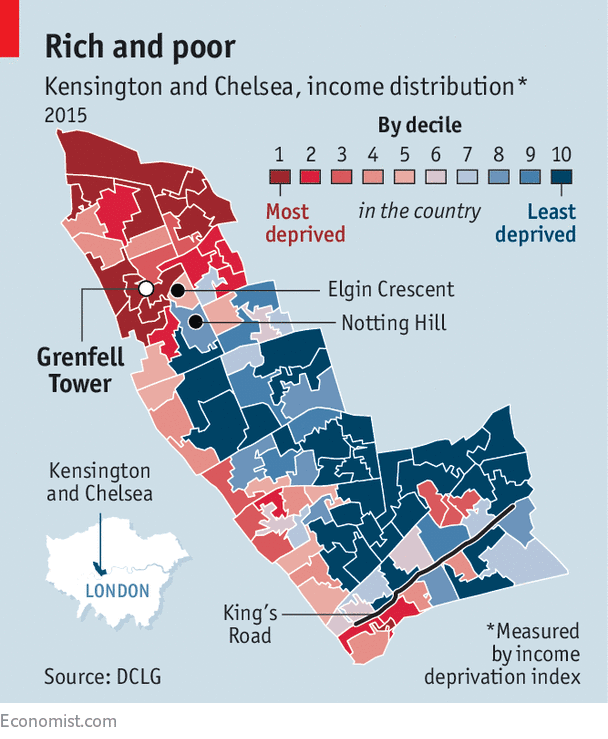 Rich and poor
Kensington and Chelsea, income distribution*
2015
By decile
1 2 3 4 5 6 7 8 9 10
Most
deprived
in the country
Least
deprived
Elgin Crescent
Notting Hill
Grenfell
Tower
Kensington
and Chelsea
LONDON
King's
Road
*Measured
by income
deprivation index
Source: DCLG
Economist.com